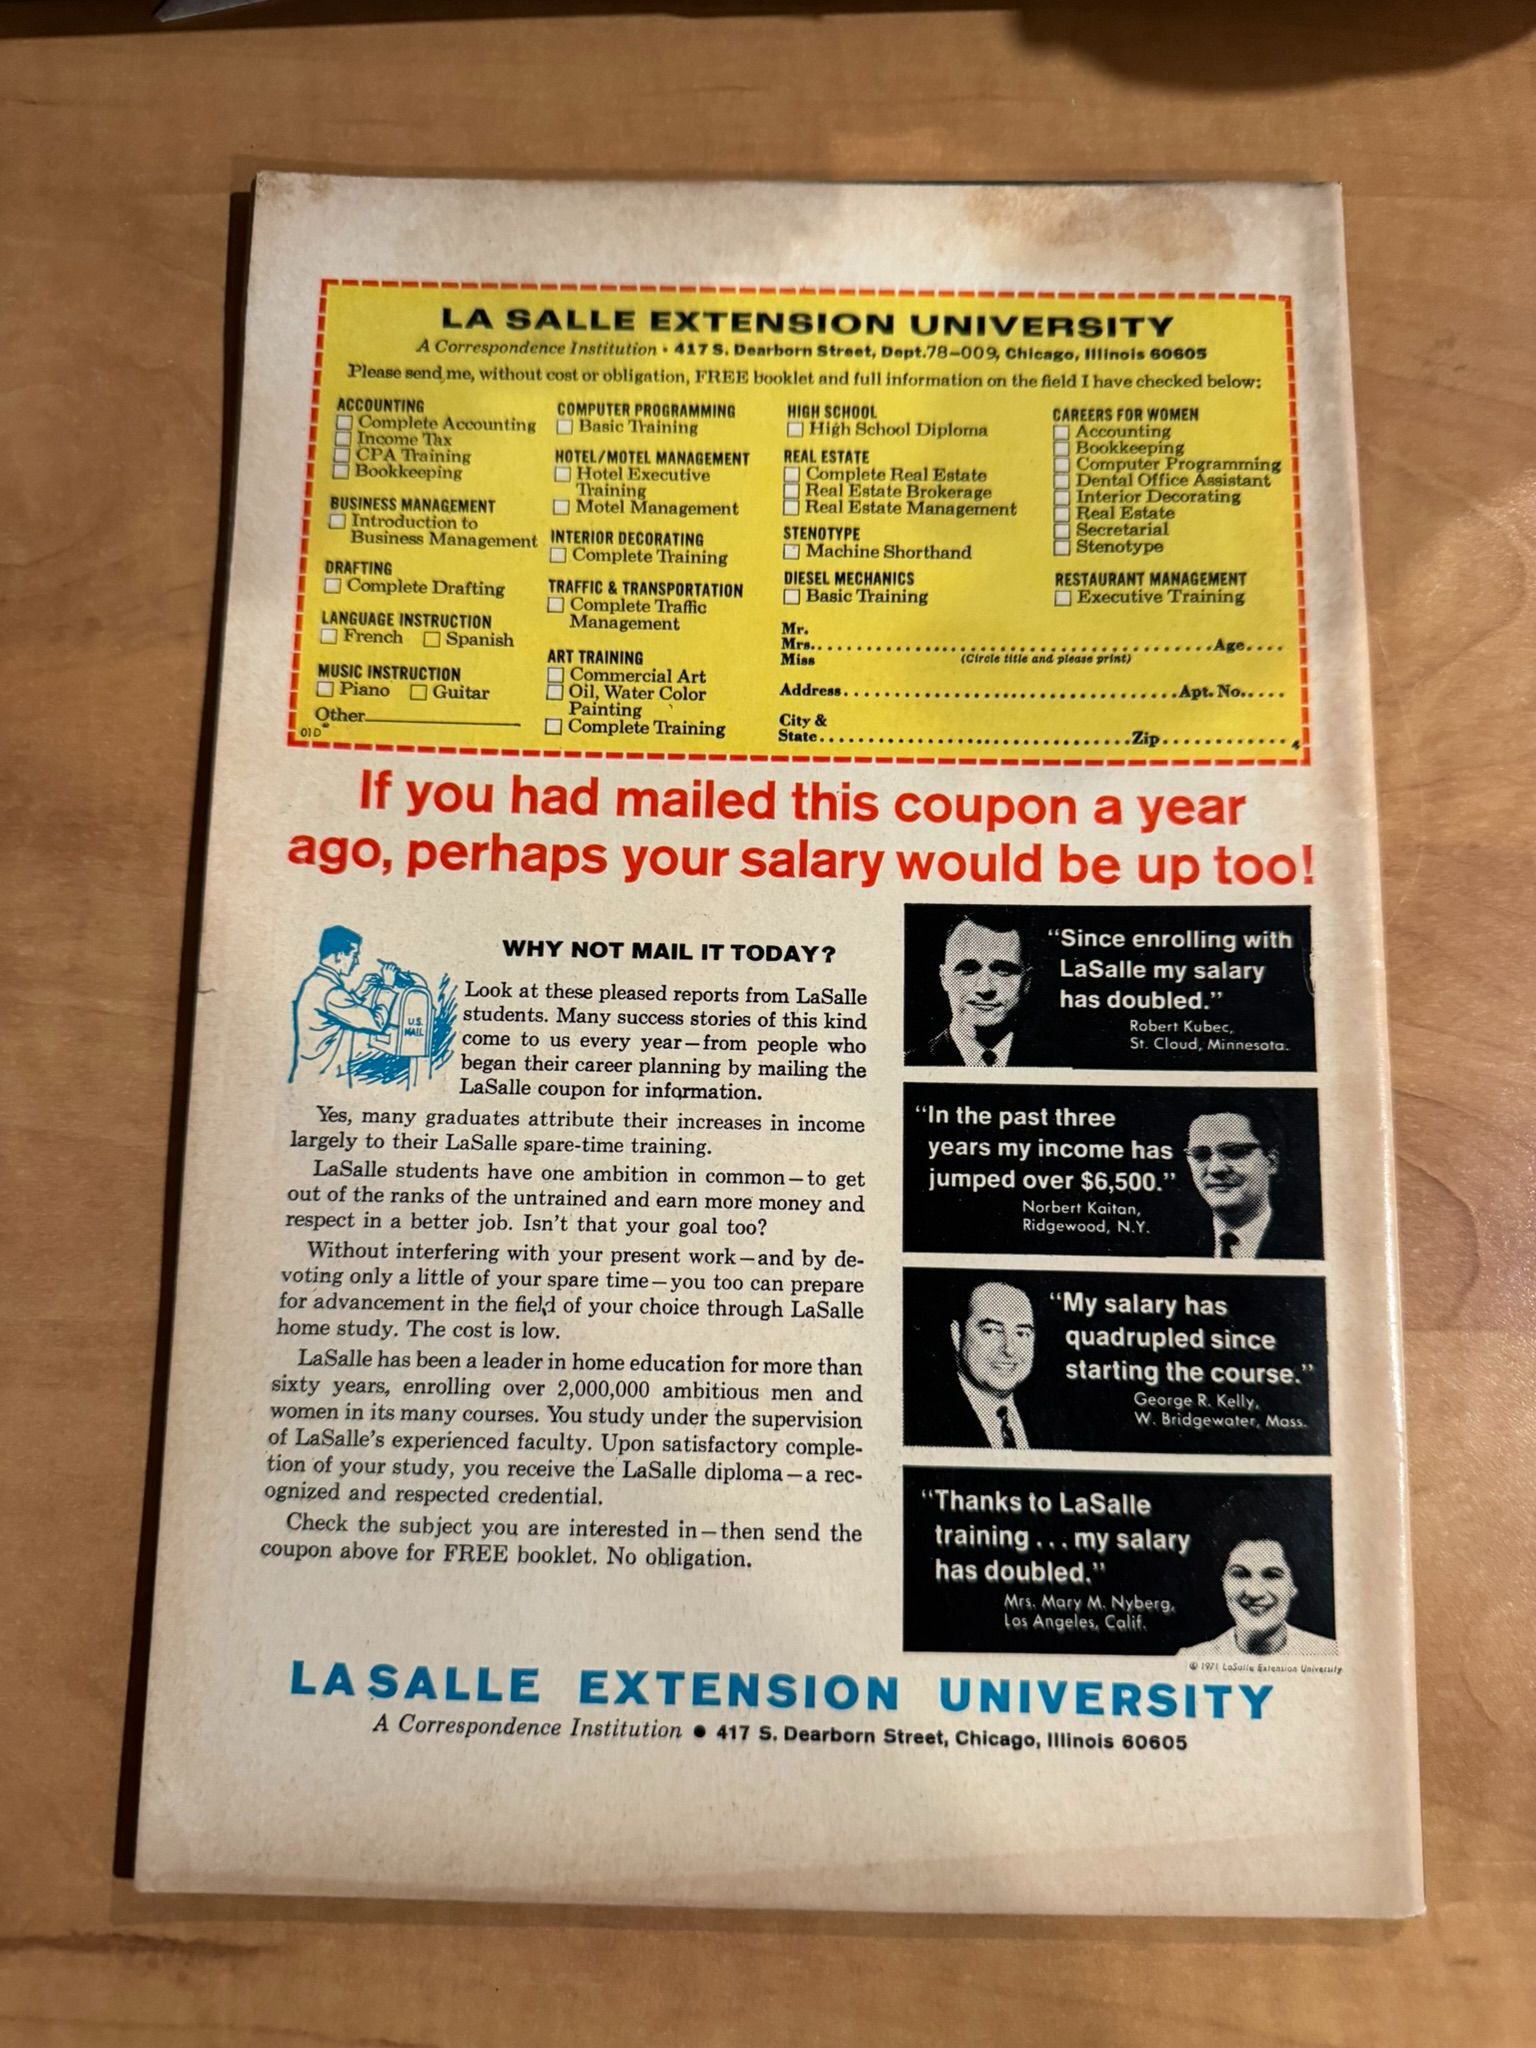 LA SALLE EXTENSION UNIVERSITY
A Correspondence Institution • 417 S. Dearborn Street, Dept.78-009, Chicago, Illinois 60605
Please send me, without cost or obligation, FREE booklet and full information on the field I have checked below:
ACCOUNTING
Complete Accounting
Income Tax
CPA Training
Bookkeeping
BUSINESS MANAGEMENT
Introduction to
Business Management
DRAFTING
Complete Drafting
LANGUAGE INSTRUCTION
French Spanish
MUSIC INSTRUCTION
Piano Guitar
Other
01D
COMPUTER PROGRAMMING
Basic Training
HOTEL/MOTEL MANAGEMENT
Hotel Executive
Training
Motel Management
INTERIOR DECORATING
Complete Training
TRAFFIC & TRANSPORTATION
Complete Traffic
Management
ART TRAINING
Commercial Art
Oil, Water Color
Painting
Complete Training
HIGH SCHOOL
High School Diploma
REAL ESTATE
Complete Real Estate
Real Estate Brokerage
Real Estate Management
STENOTYPE
Machine Shorthand
DIESEL MECHANICS
Basic Training
CAREERS FOR WOMEN
Accounting
Bookkeeping
Computer Programming
Dental Office Assistant
Interior Decorating
Real Estate
Secretarial
Stenotype
RESTAURANT MANAGEMENT
Executive Training
Mr.
Mrs. Age
Miss (Circle title and please print)
Address Apt. No.
City &
State Zip
4
If you had mailed this coupon a year
ago, perhaps your salary would be up too!
U.S.
MAIL
WHY NOT MAIL IT TODAY?
Look at these pleased reports from LaSalle
students. Many success stories of this kind
come to us every year—from people who
began their career planning by mailing the
LaSalle coupon for information.
Yes, many graduates attribute their increases in income
largely to their LaSalle spare-time training.
LaSalle students have one ambition in common—to get
out of the ranks of the untrained and earn more money and
respect in a better job. Isn't that your goal too?
Without interfering with your present work—and by de-
voting only a little of your spare time—you too can prepare
for advancement in the field of your choice through LaSalle
home study. The cost is low.
LaSalle has been a leader in home education for more than
sixty years, enrolling over 2,000,000 ambitious men and
women in its many courses. You study under the supervision
of LaSalle's experienced faculty. Upon satisfactory comple-
tion of your study, you receive the LaSalle diploma—a rec-
ognized and respected credential.
Check the subject you are interested in—then send the
coupon above for FREE booklet. No obligation.
"Since enrolling with
LaSalle my salary
has doubled."
Robert Kubec,
St. Cloud, Minnesota.
"In the past three
years my income has
jumped over $6,500."
Norbert Kaitan,
Ridgewood, N.Y.
"My salary has
quadrupled since
starting the course."
George R. Kelly,
W. Bridgewater, Mass.
"Thanks to LaSalle
training . . . my salary
has doubled."
Mrs. Mary M. Nyberg,
Los Angeles, Calif.
© 1971 LaSalle Extension University
LA SALLE EXTENSION UNIVERSITY
A Correspondence Institution • 417 S. Dearborn Street, Chicago, Illinois 60605